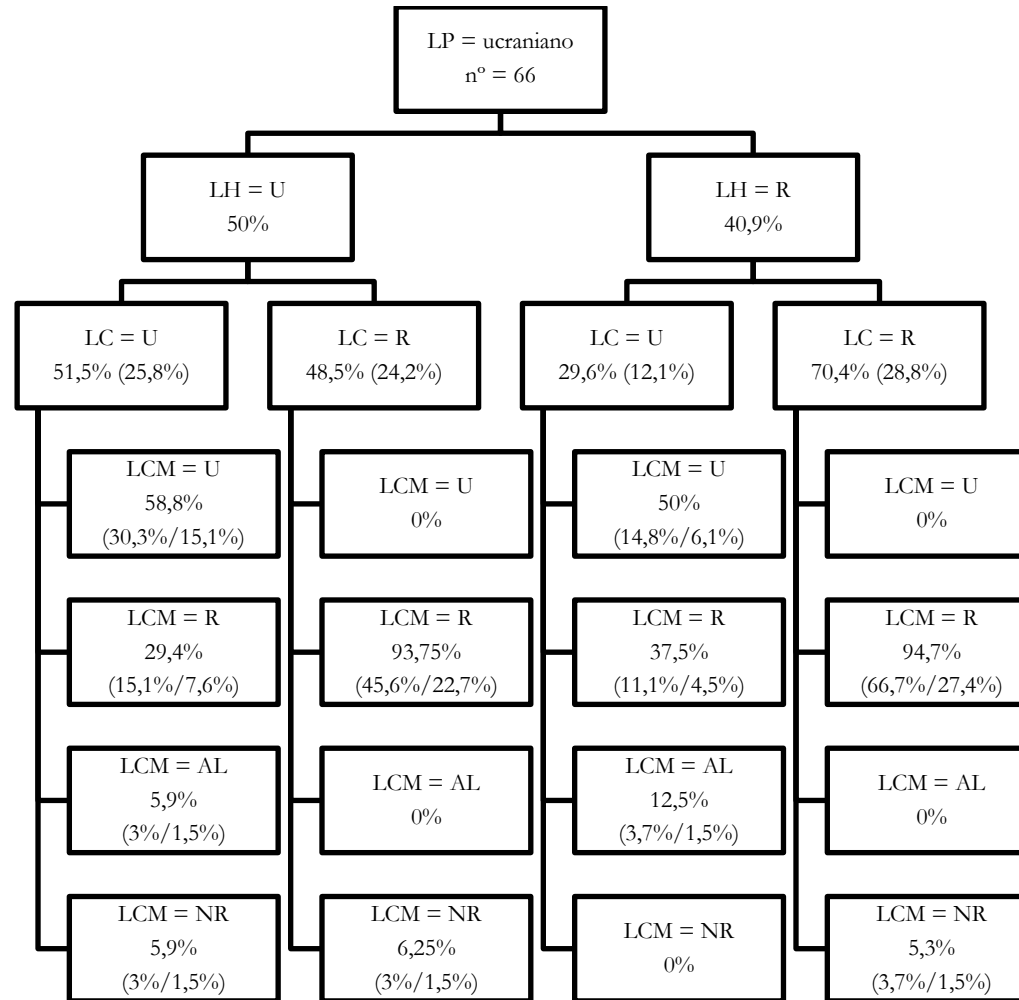 LP = ucraniano
nº = 66
LH = U
50%
LH = R
40,9%
LC = U
51,5% (25,8%)
LC = R
48,5% (24,2%)
LC = U
29,6% (12,1%)
LC = R
70,4% (28,8%)
LCM = U
58,8%
(30,3%/15,1%)
LCM = U
0%
LCM = U
50%
(14,8%/6,1%)
LCM = U
0%
LCM = R
29,4%
(15,1%/7,6%)
LCM = R
93,75%
(45,6%/22,7%)
LCM = R
37,5%
(11,1%/4,5%)
LCM = R
94,7%
(66,7%/27,4%)
LCM = AL
5,9%
(3%/1,5%)
LCM = AL
0%
LCM = AL
12,5%
(3,7%/1,5%)
LCM = AL
0%
LCM = NR
5,9%
(3%/1,5%)
LCM = NR
6,25%
(3%/1,5%)
LCM = NR
0%
LCM = NR
5,3%
(3,7%/1,5%)